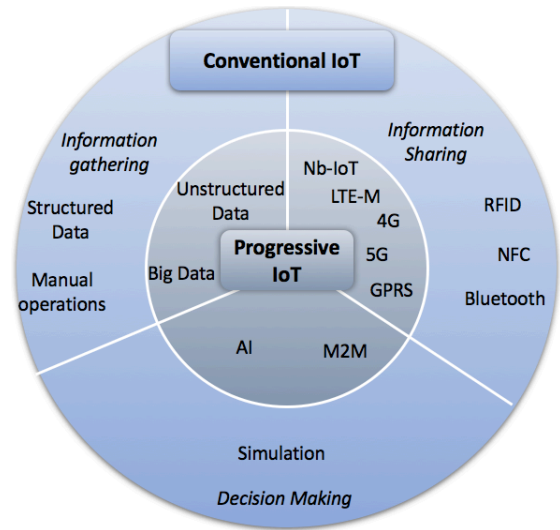 Conventional IoT
Information
gathering
Structured
Data
Manual
operations
Information
Sharing
RFID
NFC
Bluetooth
Unstructured
Data
Big Data
Nb-IoT
LTE-M
4G
5G
GPRS
Progressive
IoT
AI
M2M
Simulation
Decision Making